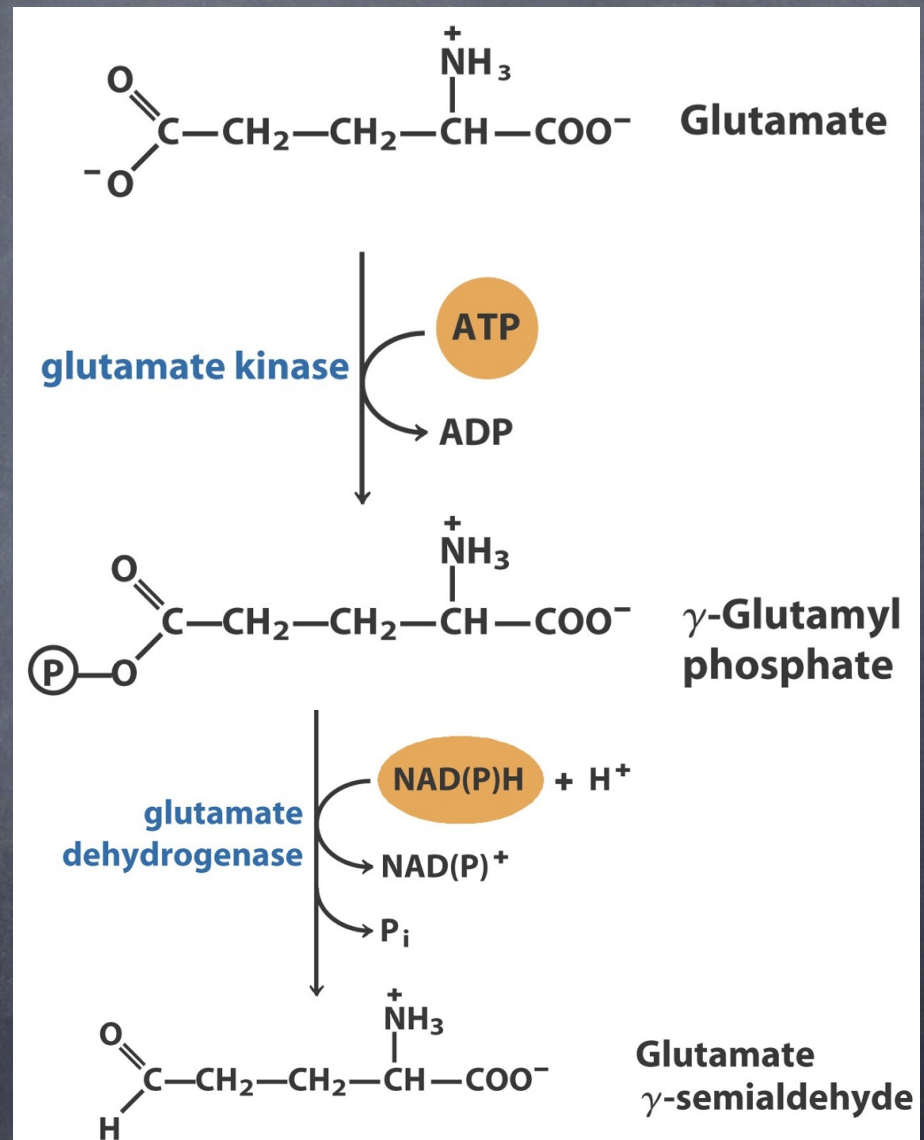 NH₃⁺
O
C—CH₂—CH₂—CH—COO⁻ Glutamate
⁻O
ATP
glutamate kinase
ADP
NH₃⁺
O
C—CH₂—CH₂—CH—COO⁻
γ-Glutamyl
phosphate
P—O
NAD(P)H + H⁺
glutamate
dehydrogenase
NAD(P)⁺
Pᵢ
NH₃⁺
O
C—CH₂—CH₂—CH—COO⁻
H
Glutamate
γ-semialdehyde